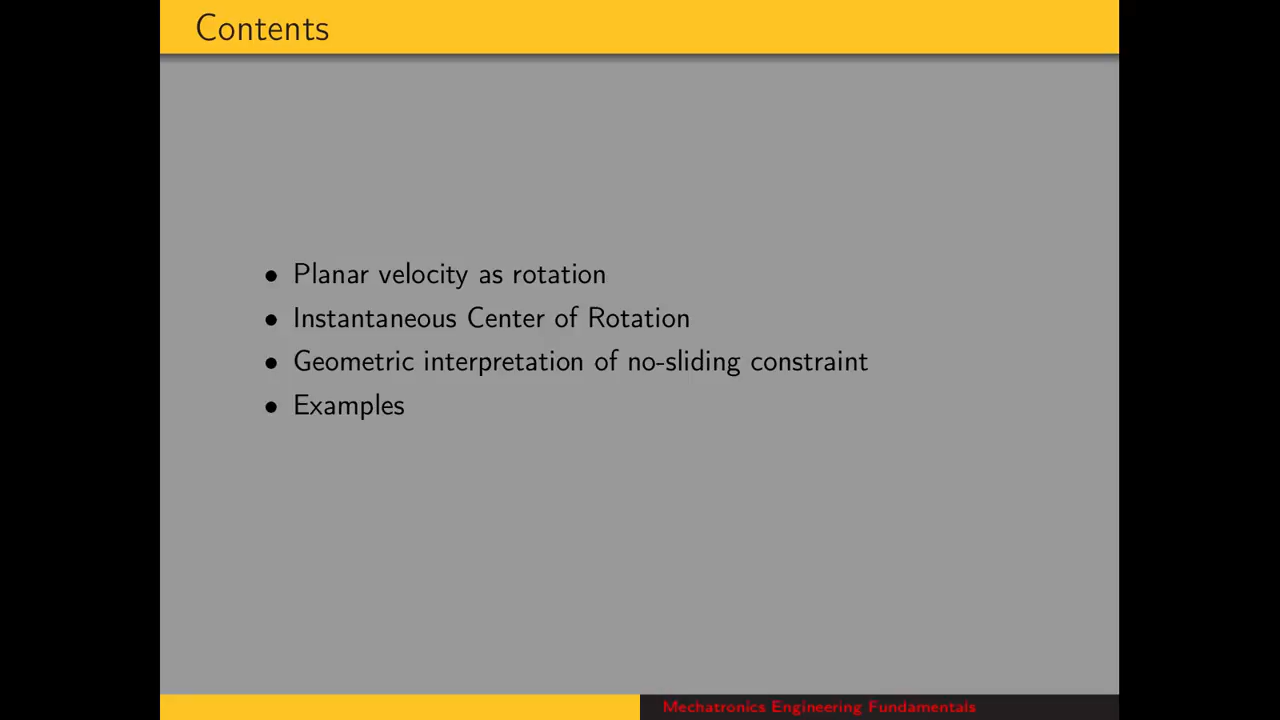 Contents
• Planar velocity as rotation
• Instantaneous Center of Rotation
• Geometric interpretation of no-sliding constraint
• Examples
Mechatronics Engineering Fundamentals